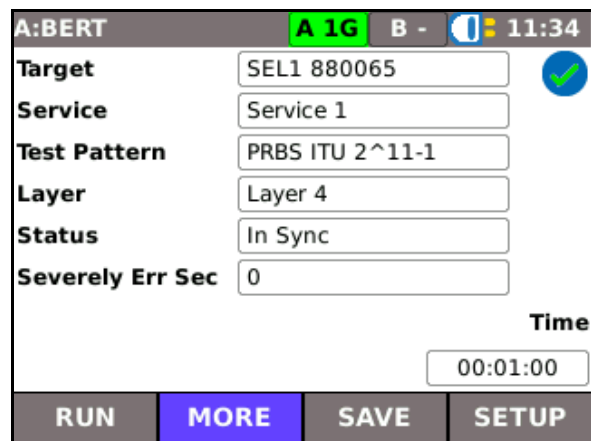 A:BERT A 1G B - 11:34
Target SEL1 880065
Service Service 1
Test Pattern PRBS ITU 2^11-1
Layer Layer 4
Status In Sync
Severely Err Sec 0
Time
00:01:00
RUN MORE SAVE SETUP